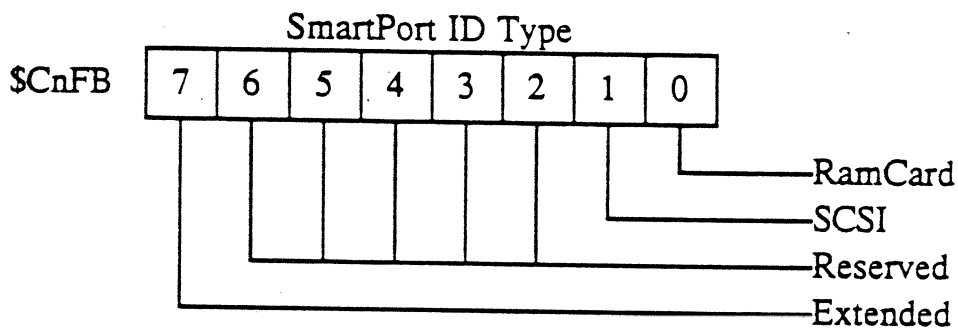 SmartPort ID Type
$CnFB 7 6 5 4 3 2 1 0
RamCard
SCSI
Reserved
Extended